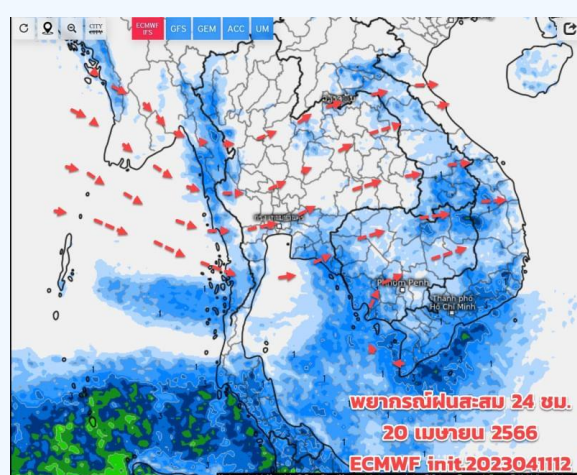 CITY
CITY
ECMWF
IFS
GFS
GEM
ACC
UM
Phnom Penh
Thành phố
Hồ Chí Minh
พยากรณ์ฝนสะสม 24 ชม.
20 เมษายน 2566
ECMWF init.2023041112